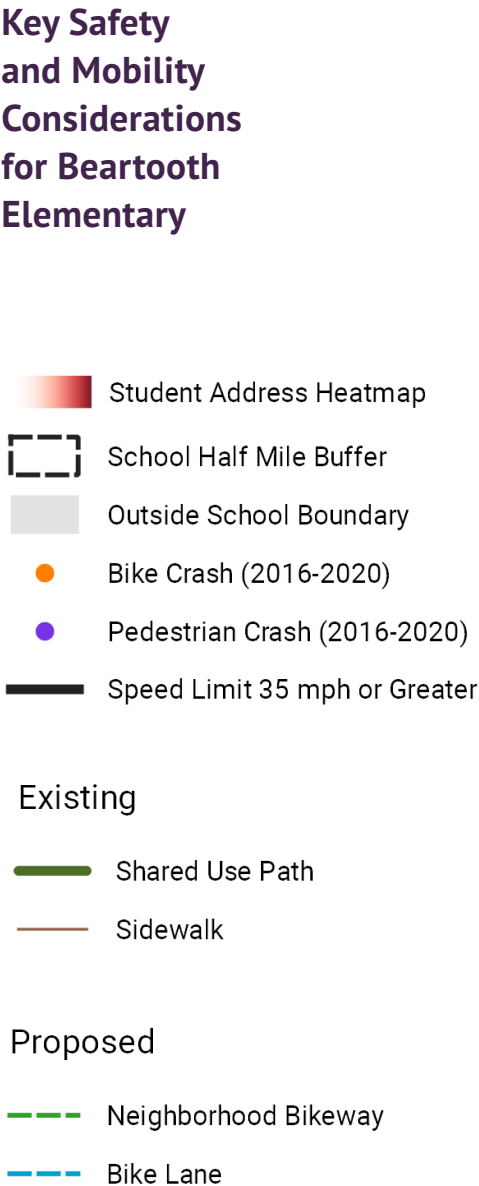 Key Safety
and Mobility
Considerations
for Beartooth
Elementary
Student Address Heatmap
School Half Mile Buffer
Outside School Boundary
Bike Crash (2016-2020)
Pedestrian Crash (2016-2020)
Speed Limit 35 mph or Greater
Existing
Shared Use Path
Sidewalk
Proposed
Neighborhood Bikeway
Bike Lane